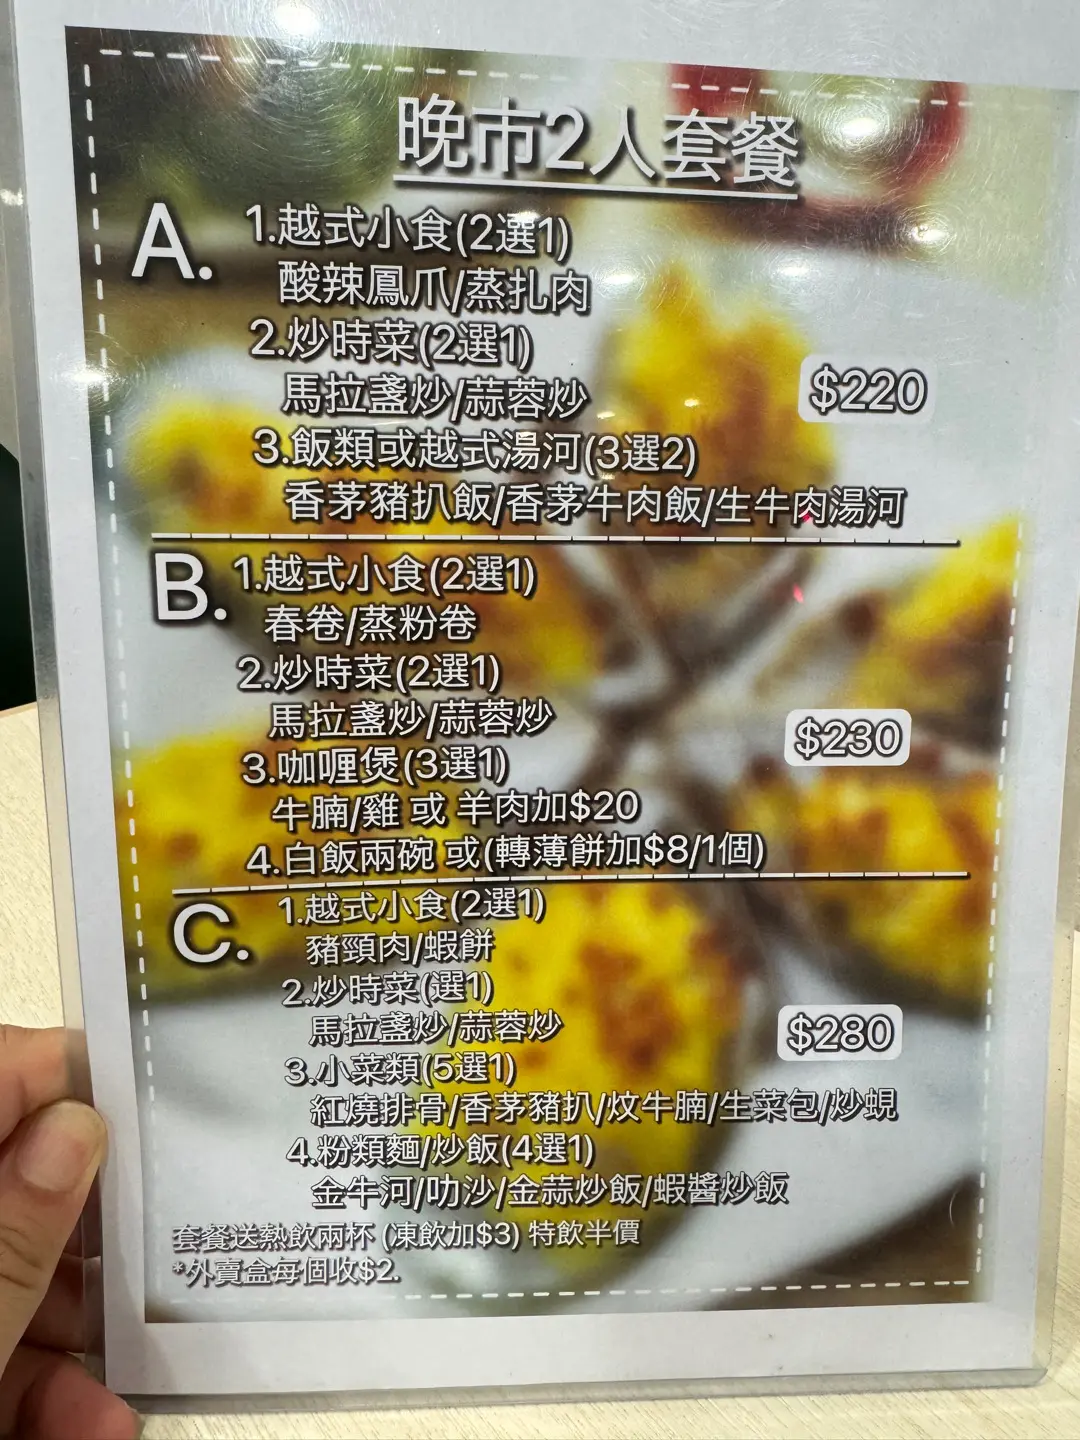 晚市2人套餐
A.
1.越式小食(2選1)
酸辣鳳爪/蒸扎肉
2.炒時菜(2選1)
馬拉盞炒/蒜蓉炒
$220
3.飯類或越式湯河(3選2)
香茅豬扒飯/香茅牛肉飯/生牛肉湯河
B.
1.越式小食(2選1)
春卷/蒸粉卷
2.炒時菜(2選1)
馬拉盞炒/蒜蓉炒
$230
3.咖喱煲(3選1)
牛腩/雞 或 羊肉加$20
4.白飯兩碗 或(轉薄餅加$8/1個)
C.
1.越式小食(2選1)
豬頸肉/蝦餅
2.炒時菜(選1)
馬拉盞炒/蒜蓉炒
$280
3.小菜類(5選1)
紅燒排骨/香茅豬扒/炆牛腩/生菜包/炒蜆
4.粉類麵/炒飯(4選1)
金牛河/叻沙/金蒜炒飯/蝦醬炒飯
套餐送熱飲兩杯 (凍飲加$3) 特飲半價
*外賣盒每個收$2.